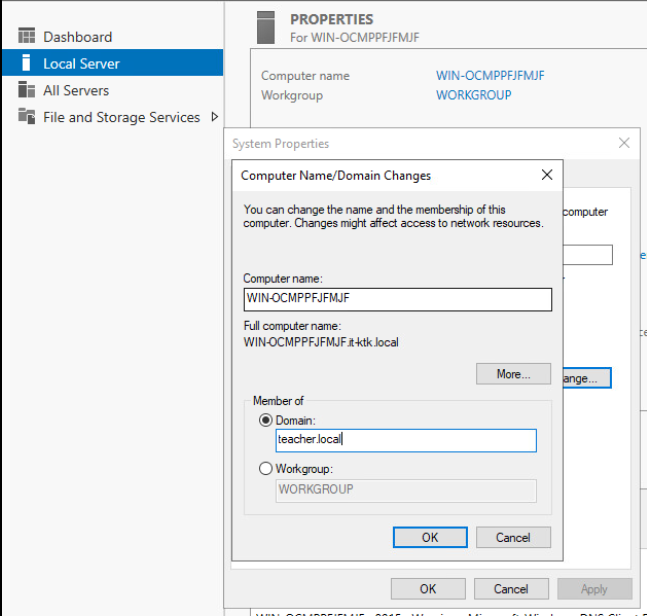 Dashboard
Local Server
All Servers
File and Storage Services
PROPERTIES
For WIN-OCMPPFJFMJF
Computer name WIN-OCMPPFJFMJF
Workgroup WORKGROUP
System Properties
Computer Name/Domain Changes
You can change the name and the membership of this
computer. Changes might affect access to network resources.
computer
Computer name:
WIN-OCMPPFJFMJF
Full computer name:
WIN-OCMPPFJFMJF.it-ktk.local
More...
ange...
Member of
Domain:
teacher.local
Workgroup:
WORKGROUP
OK Cancel
OK Cancel Apply